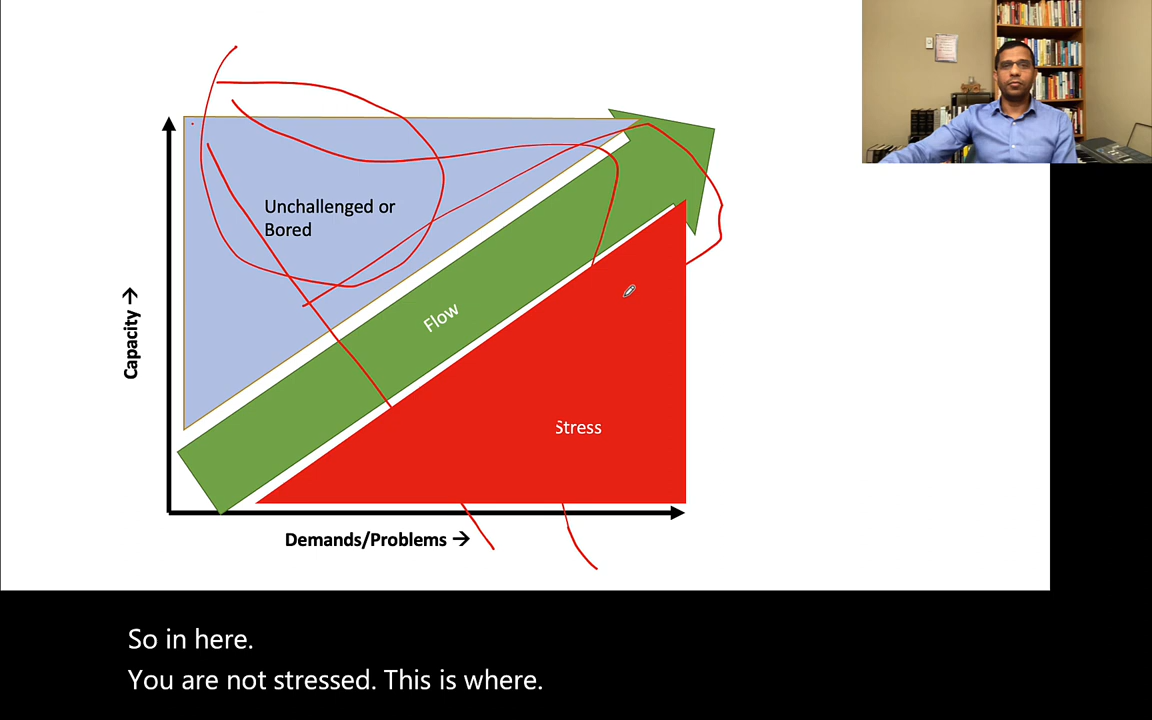 Unchallenged or
Bored
Flow
Stress
Capacity →
Demands/Problems →
So in here.
You are not stressed. This is where.